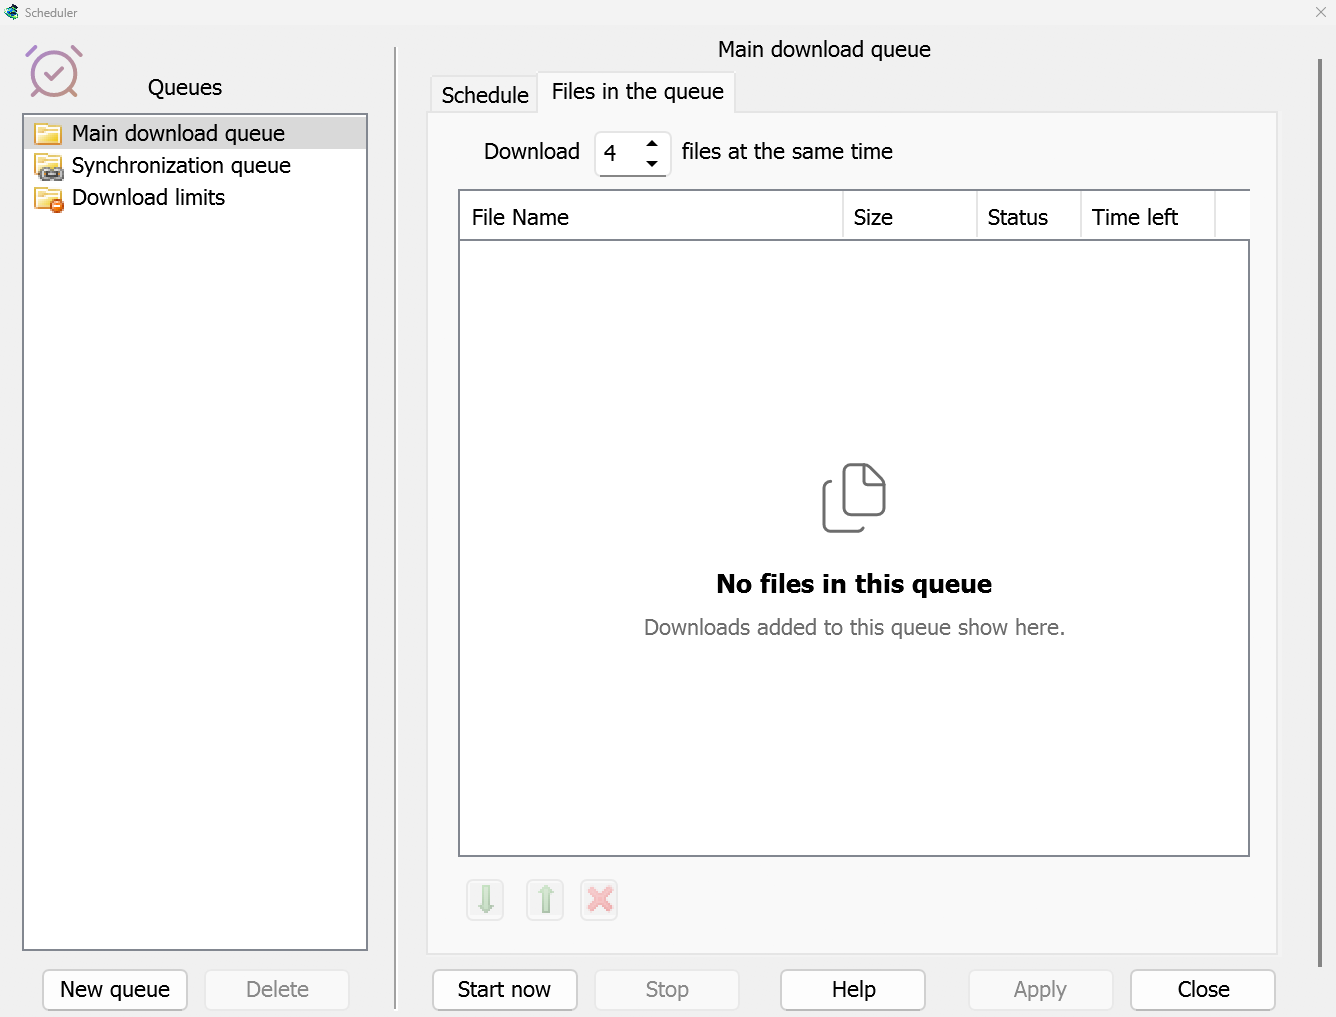 Scheduler
Queues
Main download queue
Synchronization queue
Download limits
New queue
Delete
Main download queue
Schedule
Files in the queue
Download 4 files at the same time
File Name Size Status Time left
No files in this queue
Downloads added to this queue show here.
Start now
Stop
Help
Apply
Close